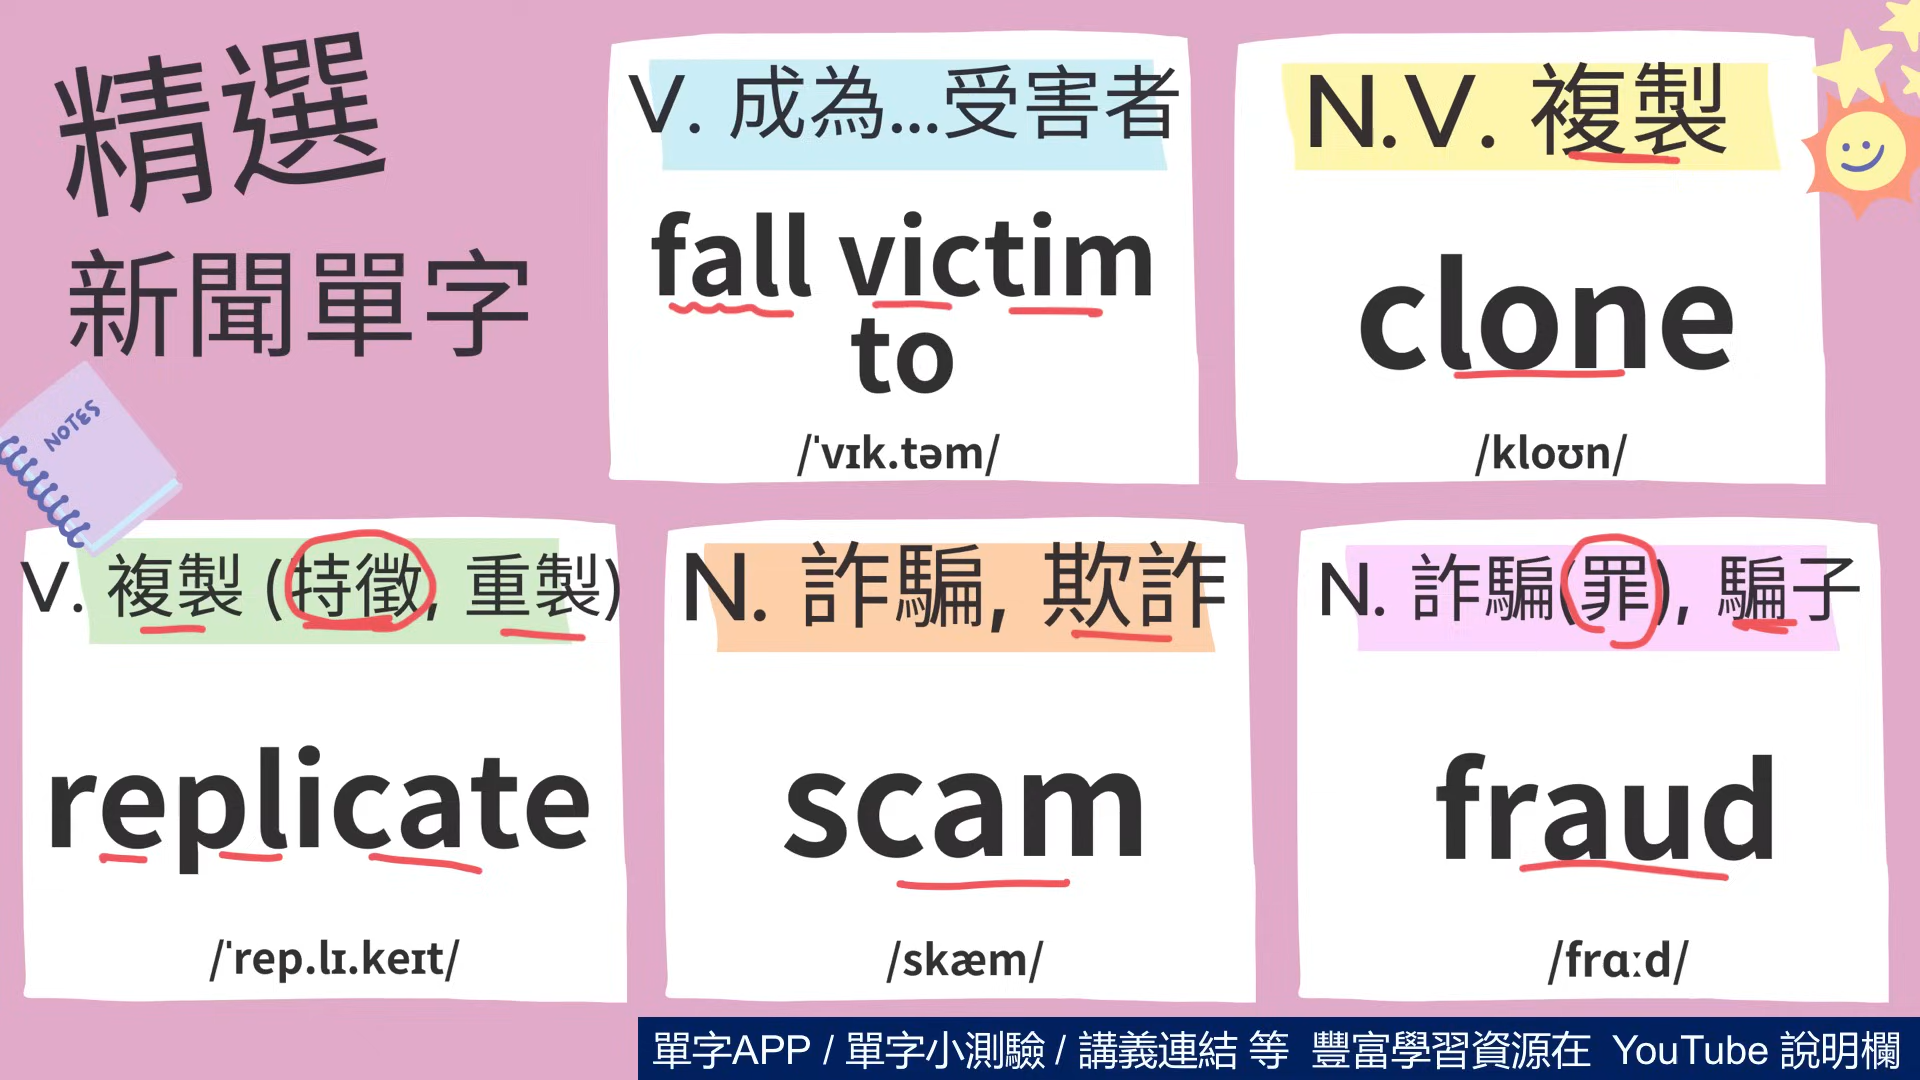 精選
新聞單字
NOTES
V. 成為...受害者
fall victim
to
/ˈvɪk.təm/
N.V. 複製
clone
/kloʊn/
V. 複製 (特徵, 重製)
replicate
/ˈrep.lɪ.keɪt/
N. 詐騙, 欺詐
scam
/skæm/
N. 詐騙(罪), 騙子
fraud
/frɑːd/
單字APP / 單字小測驗 / 講義連結 等 豐富學習資源在 YouTube 說明欄